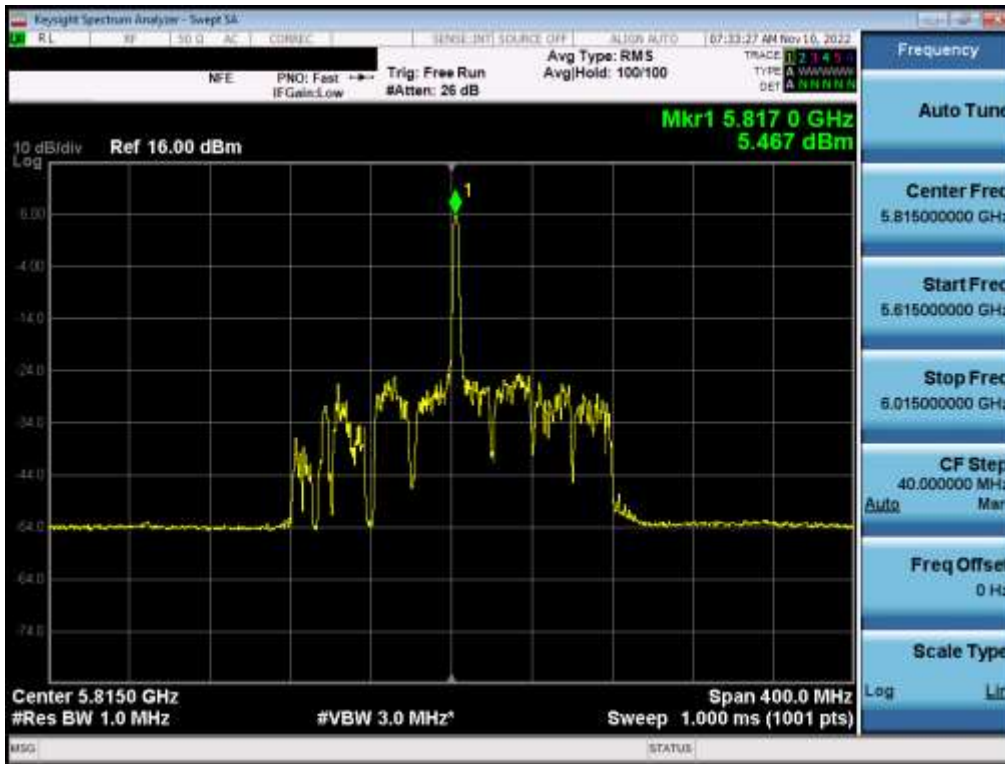 Keysight Spectrum Analyzer - Swept SA
RL RF 50 Ω AC CORREC SENSE:INT SOURCE OFF ALIGN AUTO 07:33:27 AM Nov 10, 2022
NFE
PNO: Fast
IFGain:Low
Trig: Free Run
#Atten: 26 dB
Avg Type: RMS
Avg|Hold: 100/100
TRACE 1 2 3 4 5 6
TYPE A WWWWW
DET A N N N N N
Mkr1 5.817 0 GHz
5.467 dBm
10 dB/div Ref 16.00 dBm
Log
6.00
-4.00
-14.0
-24.0
-34.0
-44.0
-54.0
-64.0
-74.0
1
Center 5.8150 GHz
Span 400.0 MHz
#Res BW 1.0 MHz
#VBW 3.0 MHz*
Sweep 1.000 ms (1001 pts)
MSG
STATUS
Frequency
Auto Tune
Center Freq
5.815000000 GHz
Start Freq
5.615000000 GHz
Stop Freq
6.015000000 GHz
CF Step
40.000000 MHz
Auto Man
Freq Offset
0 Hz
Scale Type
Log Lin